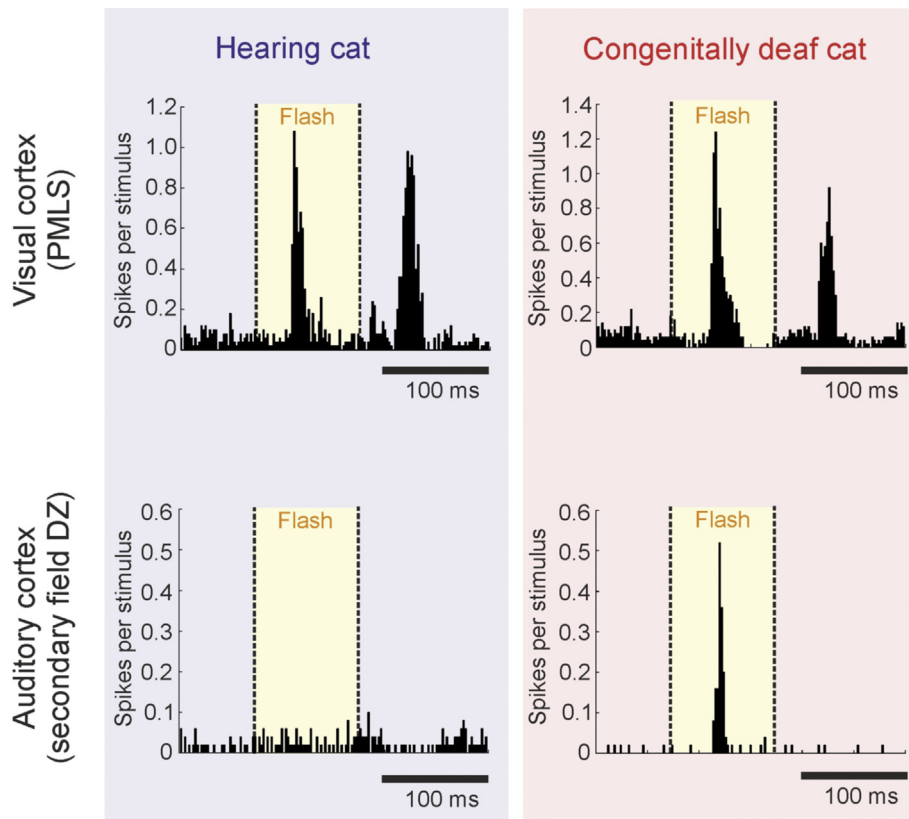 Hearing cat
Congenitally deaf cat
Visual cortex
(PMLS)
Spikes per stimulus
1.2
1.0
0.8
0.6
0.4
0.2
0
Flash
100 ms
Spikes per stimulus
1.4
1.2
1.0
0.8
0.6
0.4
0.2
0
Flash
100 ms
Auditory cortex
(secondary field DZ)
Spikes per stimulus
0.6
0.5
0.4
0.3
0.2
0.1
0
Flash
100 ms
Spikes per stimulus
0.6
0.5
0.4
0.3
0.2
0.1
0
Flash
100 ms